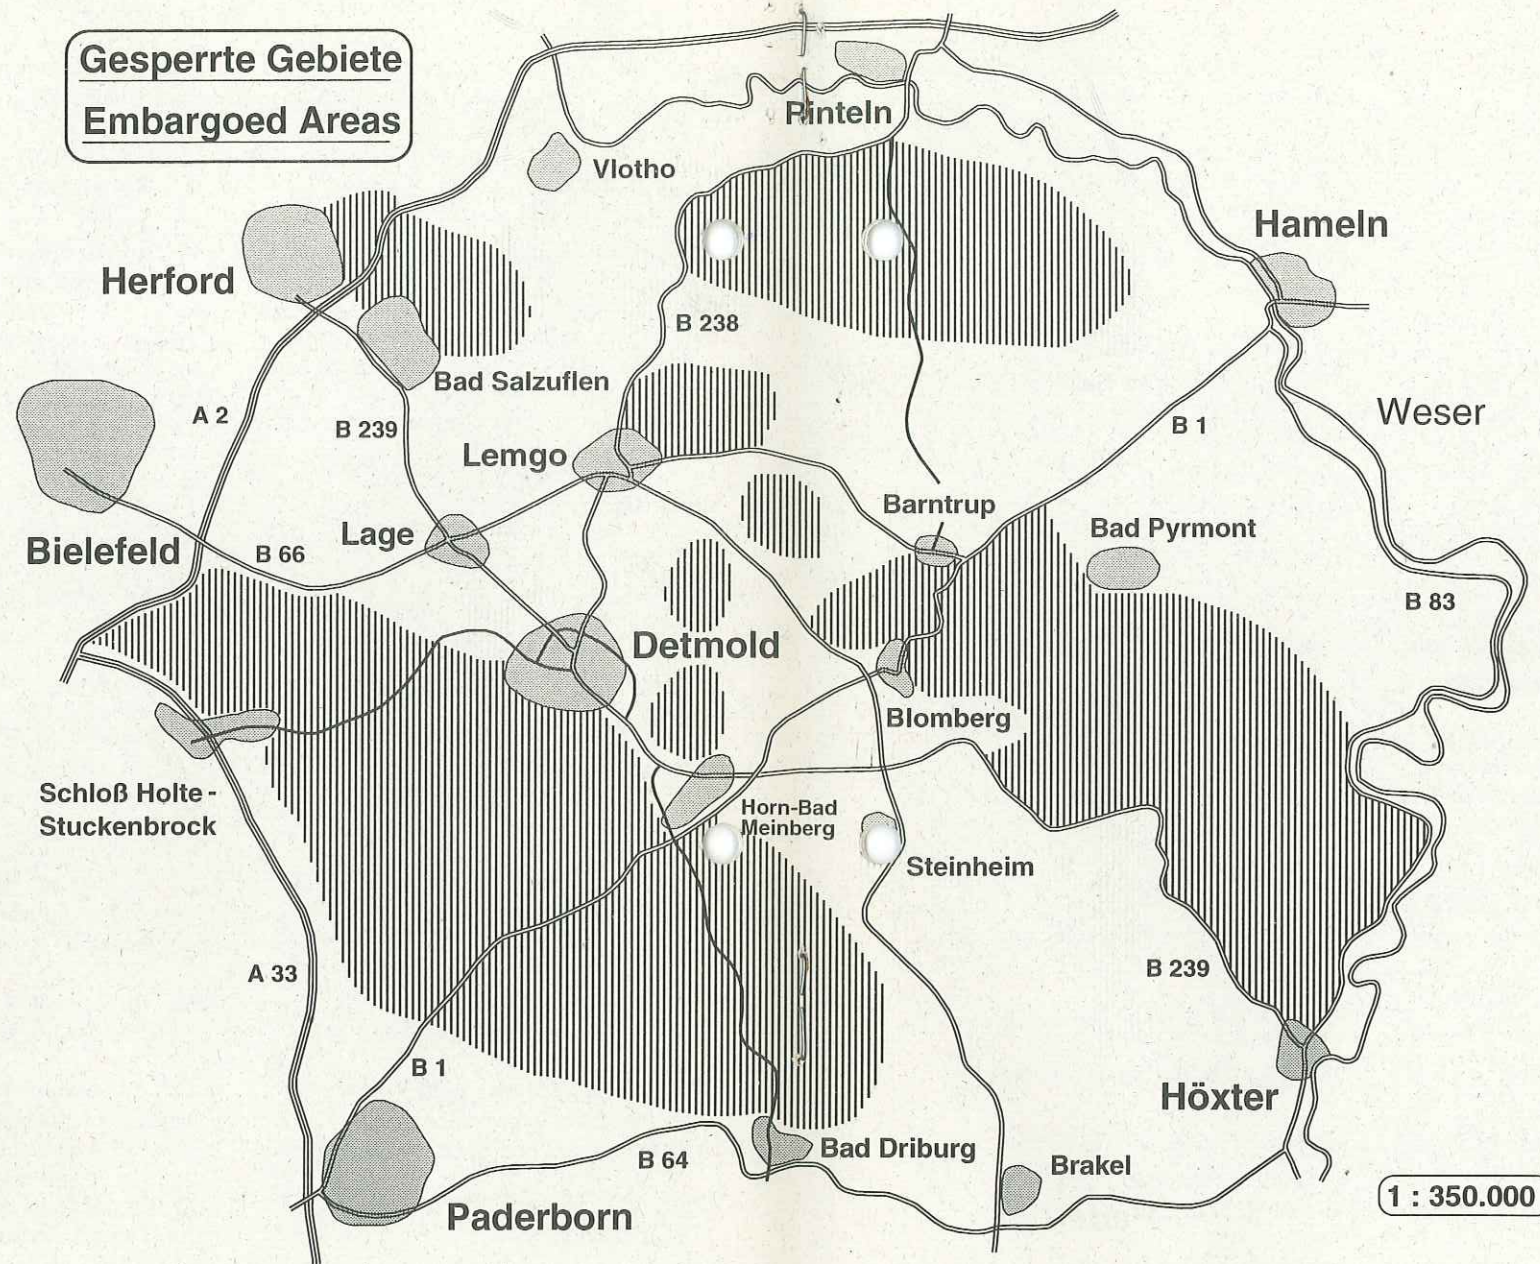 Gesperrte Gebiete
Embargoed Areas
Rinteln
Vlotho
Hameln
Herford
B 238
Bad Salzuflen
A 2
B 239
Weser
B 1
Lemgo
Barntrup
Bad Pyrmont
Lage
Bielefeld
B 66
B 83
Detmold
Blomberg
Schloß Holte -
Stuckenbrock
Horn-Bad
Meinberg
Steinheim
A 33
B 239
B 1
Höxter
Bad Driburg
B 64
Brakel
Paderborn
1 : 350.000